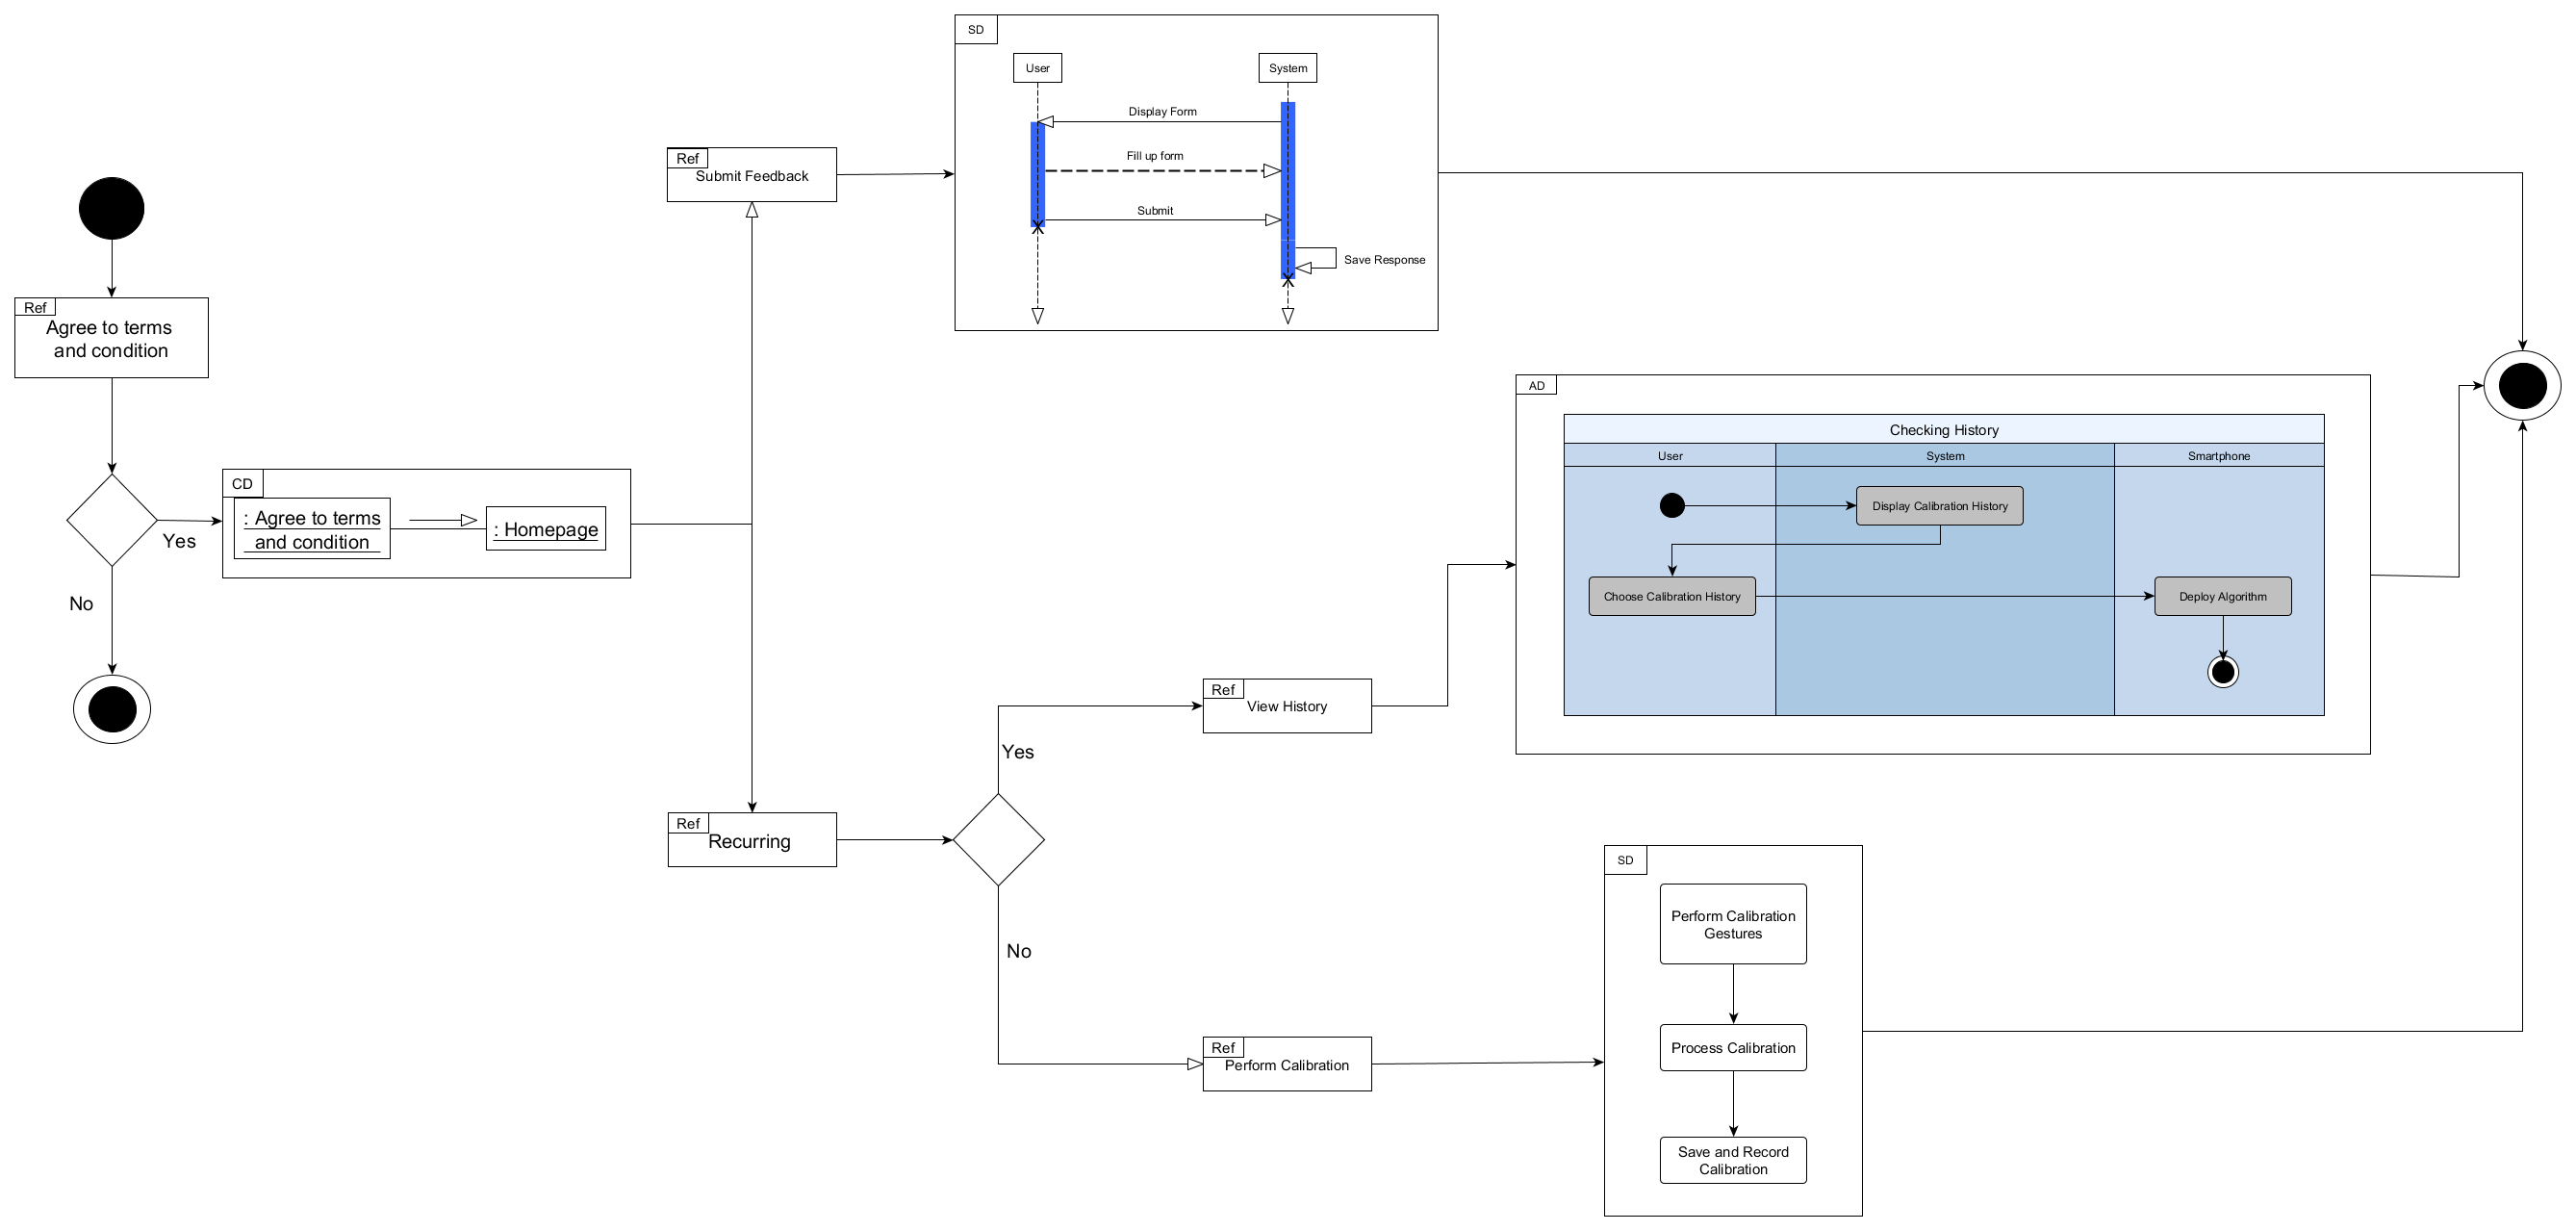 SD
User
System
Display Form
Fill up form
Submit
X
Save Response
X
Ref
Submit Feedback
Ref
Agree to terms
and condition
Yes
No
CD
: Agree to terms
and condition
: Homepage
AD
Checking History
User
System
Smartphone
Display Calibration History
Choose Calibration History
Deploy Algorithm
Ref
View History
Yes
Ref
Recurring
No
Ref
Perform Calibration
SD
Perform Calibration
Gestures
Process Calibration
Save and Record
Calibration